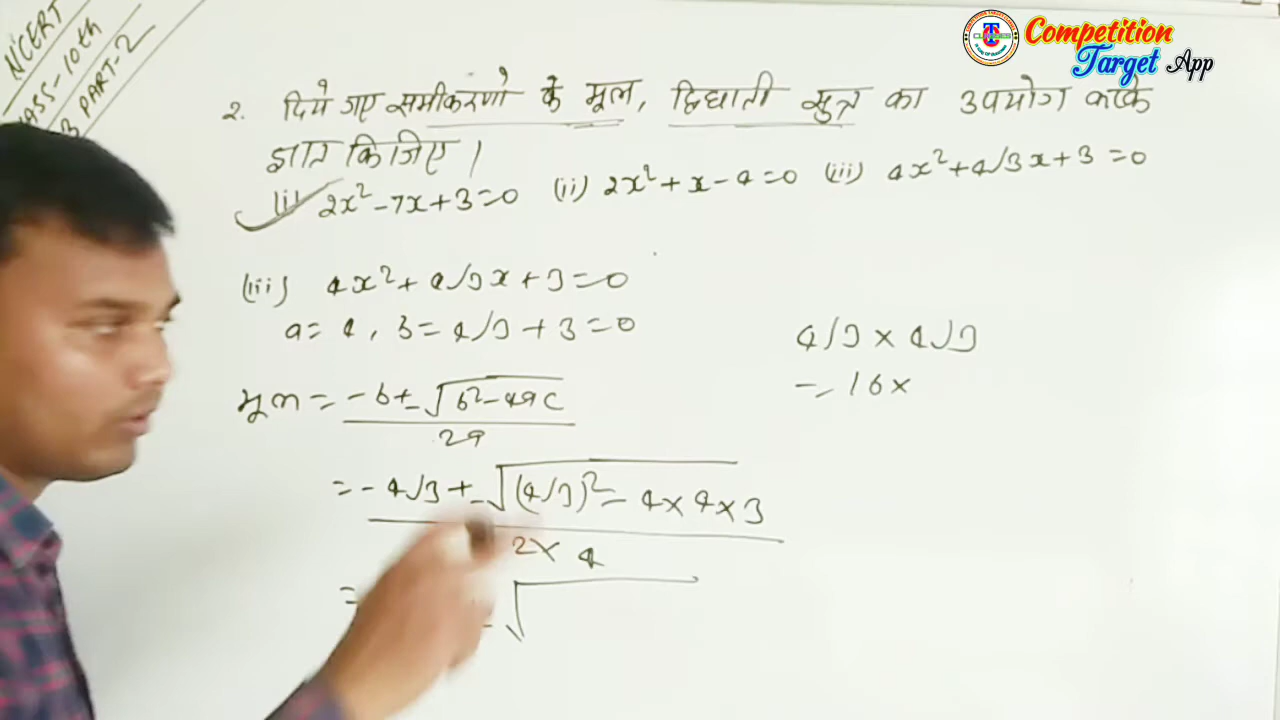 NCERT
CLASS-10th
3 PART-2
Competition
Target App
2. दिये गए समीकरणो के मूल, द्विघाती सुत्र का उपयोग करके
ज्ञात किजिए।
(i) 2x²-7x+3=0 (ii) 2x²+x-4=0 (iii) 4x²+4√3x+3=0
(iii) 4x²+4√3x+3=0
a= 4, 3=4√3+3=0
4√3×4√3
=16×
मूल = -b±√b²-4ac
2a
=-4√3±√(4√3)²-4×4×3
2×4
=